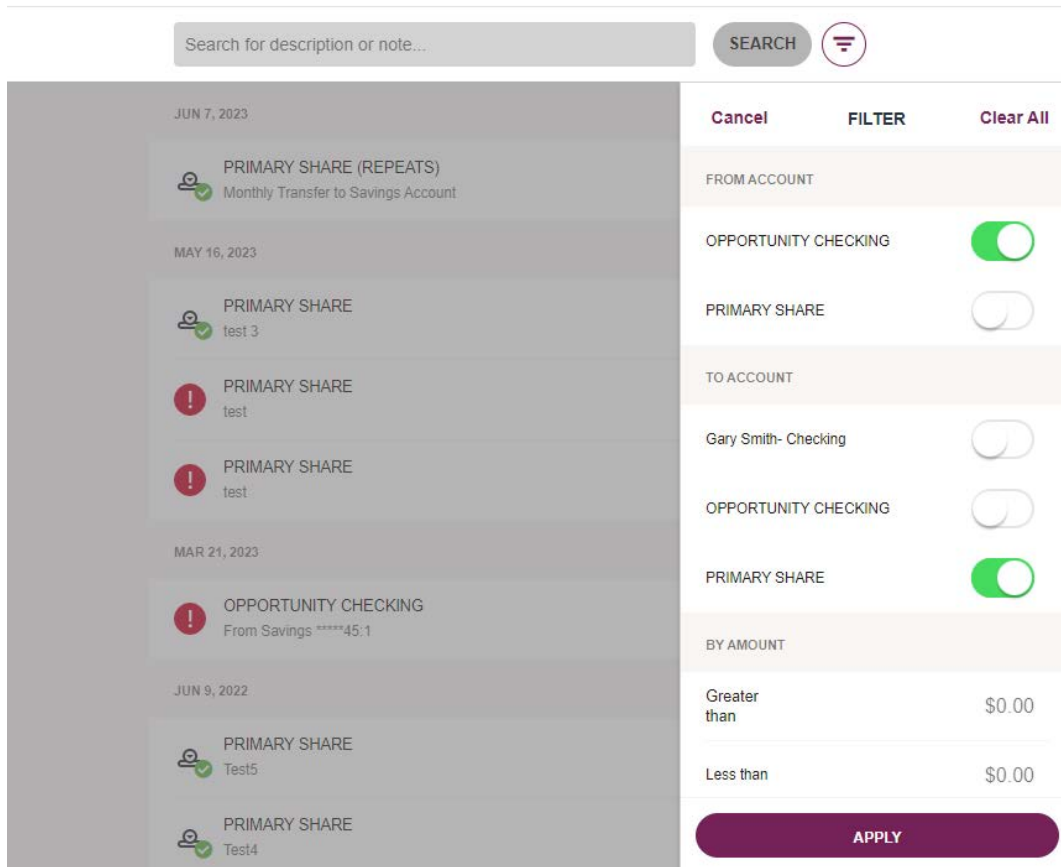 Search for description or note...
SEARCH
JUN 7, 2023
PRIMARY SHARE (REPEATS)
Monthly Transfer to Savings Account
MAY 16, 2023
PRIMARY SHARE
test 3
PRIMARY SHARE
test
PRIMARY SHARE
test
MAR 21, 2023
OPPORTUNITY CHECKING
From Savings *****45:1
JUN 9, 2022
PRIMARY SHARE
Test5
PRIMARY SHARE
Test4
Cancel FILTER Clear All
FROM ACCOUNT
OPPORTUNITY CHECKING
PRIMARY SHARE
TO ACCOUNT
Gary Smith- Checking
OPPORTUNITY CHECKING
PRIMARY SHARE
BY AMOUNT
Greater
than
$0.00
Less than $0.00
APPLY